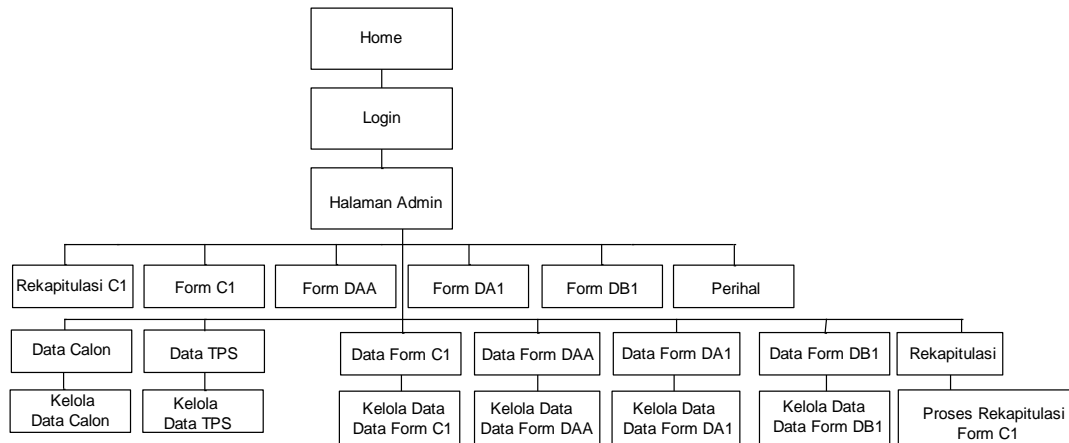 Home
Login
Halaman Admin
Rekapitulasi C1
Form C1
Form DAA
Form DA1
Form DB1
Perihal
Data Calon
Data TPS
Data Form C1
Data Form DAA
Data Form DA1
Data Form DB1
Rekapitulasi
Kelola
Data Calon
Kelola
Data TPS
Kelola Data
Data Form C1
Kelola Data
Data Form DAA
Kelola Data
Data Form DA1
Kelola Data
Data Form DB1
Proses Rekapitulasi
Form C1